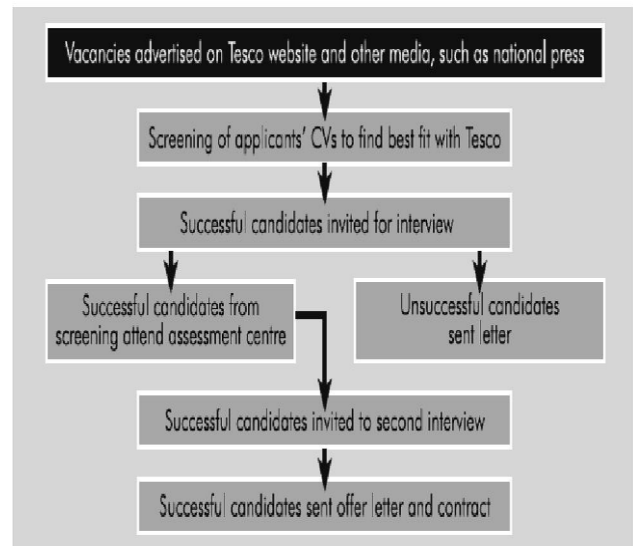 Vacancies advertised on Tesco website and other media, such as national press
Screening of applicants' CVs to find best fit with Tesco
Successful candidates invited for interview
Successful candidates from
screening attend assessment centre
Unsuccessful candidates
sent letter
Successful candidates invited to second interview
Successful candidates sent offer letter and contract